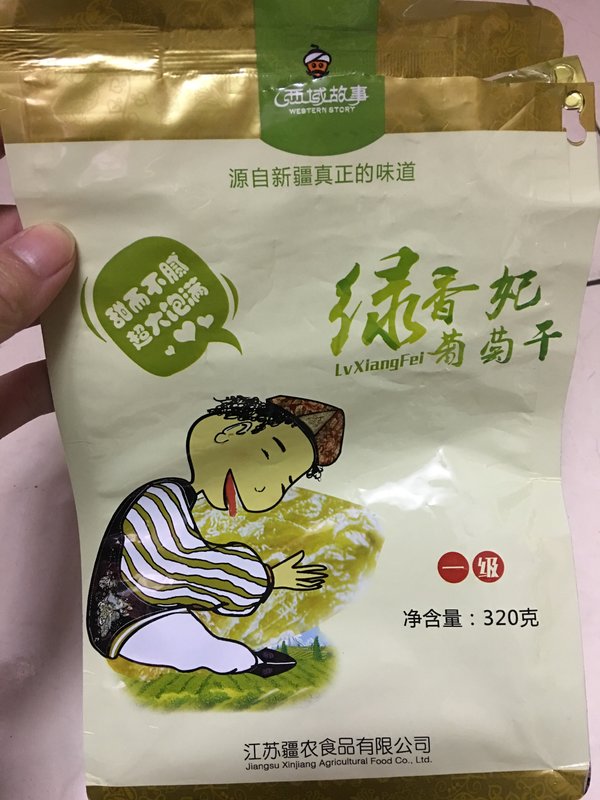 西域故事
WESTERN STORY
源自新疆真正的味道
甜而不腻
超大饱满
绿香妃
LvXiangFei 葡萄干
一级
净含量：320克
江苏疆农食品有限公司
Jiangsu Xinjiang Agricultural Food Co., Ltd.